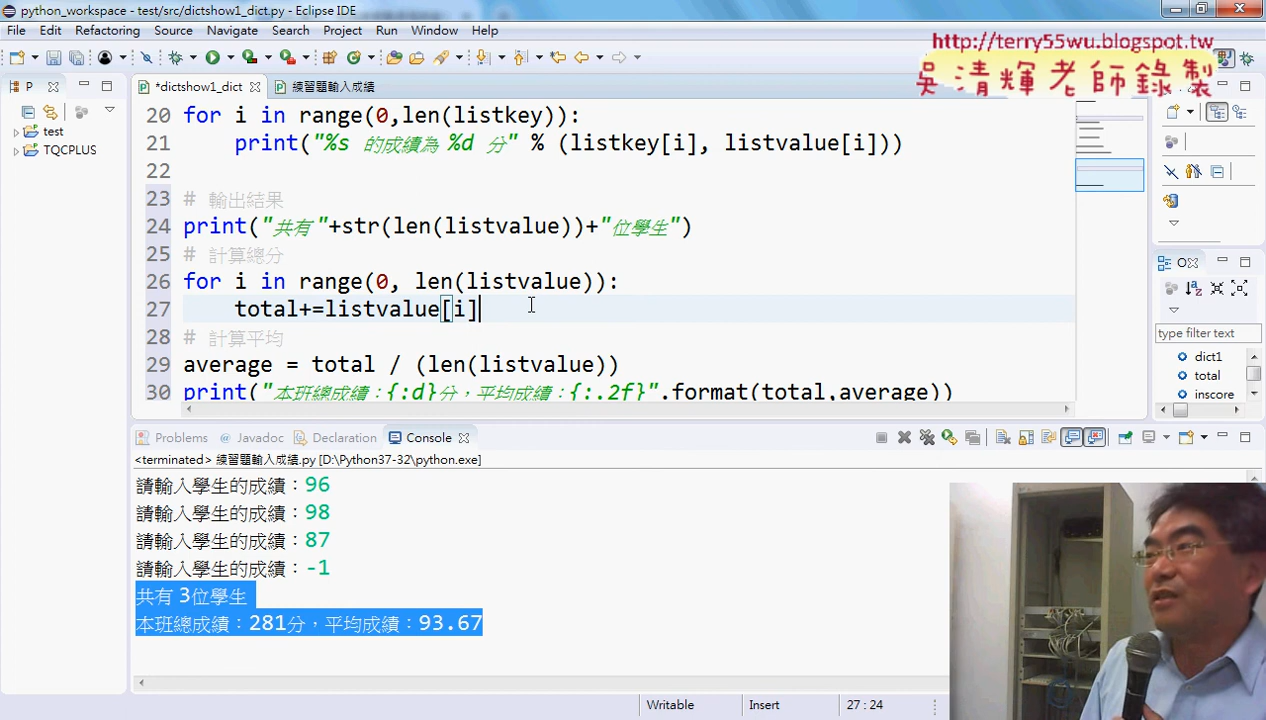 python_workspace - test/src/dictshow1_dict.py - Eclipse IDE
File Edit Refactoring Source Navigate Search Project Run Window Help
http://terry55wu.blogspot.tw
吳清輝老師錄製
P
*dictshow1_dict
練習題輸入成績
test
TQCPLUS
20 for i in range(0,len(listkey)):
21 print("%s 的成績為 %d 分" % (listkey[i], listvalue[i]))
22
23 # 輸出結果
24 print("共有"+str(len(listvalue))+"位學生")
25 # 計算總分
26 for i in range(0, len(listvalue)):
27 total+=listvalue[i]
28 # 計算平均
29 average = total / (len(listvalue))
30 print("本班總成績：{:d}分，平均成績：{:.2f}".format(total,average))
type filter text
dict1
total
inscore
Problems @ Javadoc Declaration Console
<terminated> 練習題輸入成績.py [D:\Python37-32\python.exe]
請輸入學生的成績：96
請輸入學生的成績：98
請輸入學生的成績：87
請輸入學生的成績：-1
共有 3位學生
本班總成績：281分，平均成績：93.67
Writable Insert 27 : 24